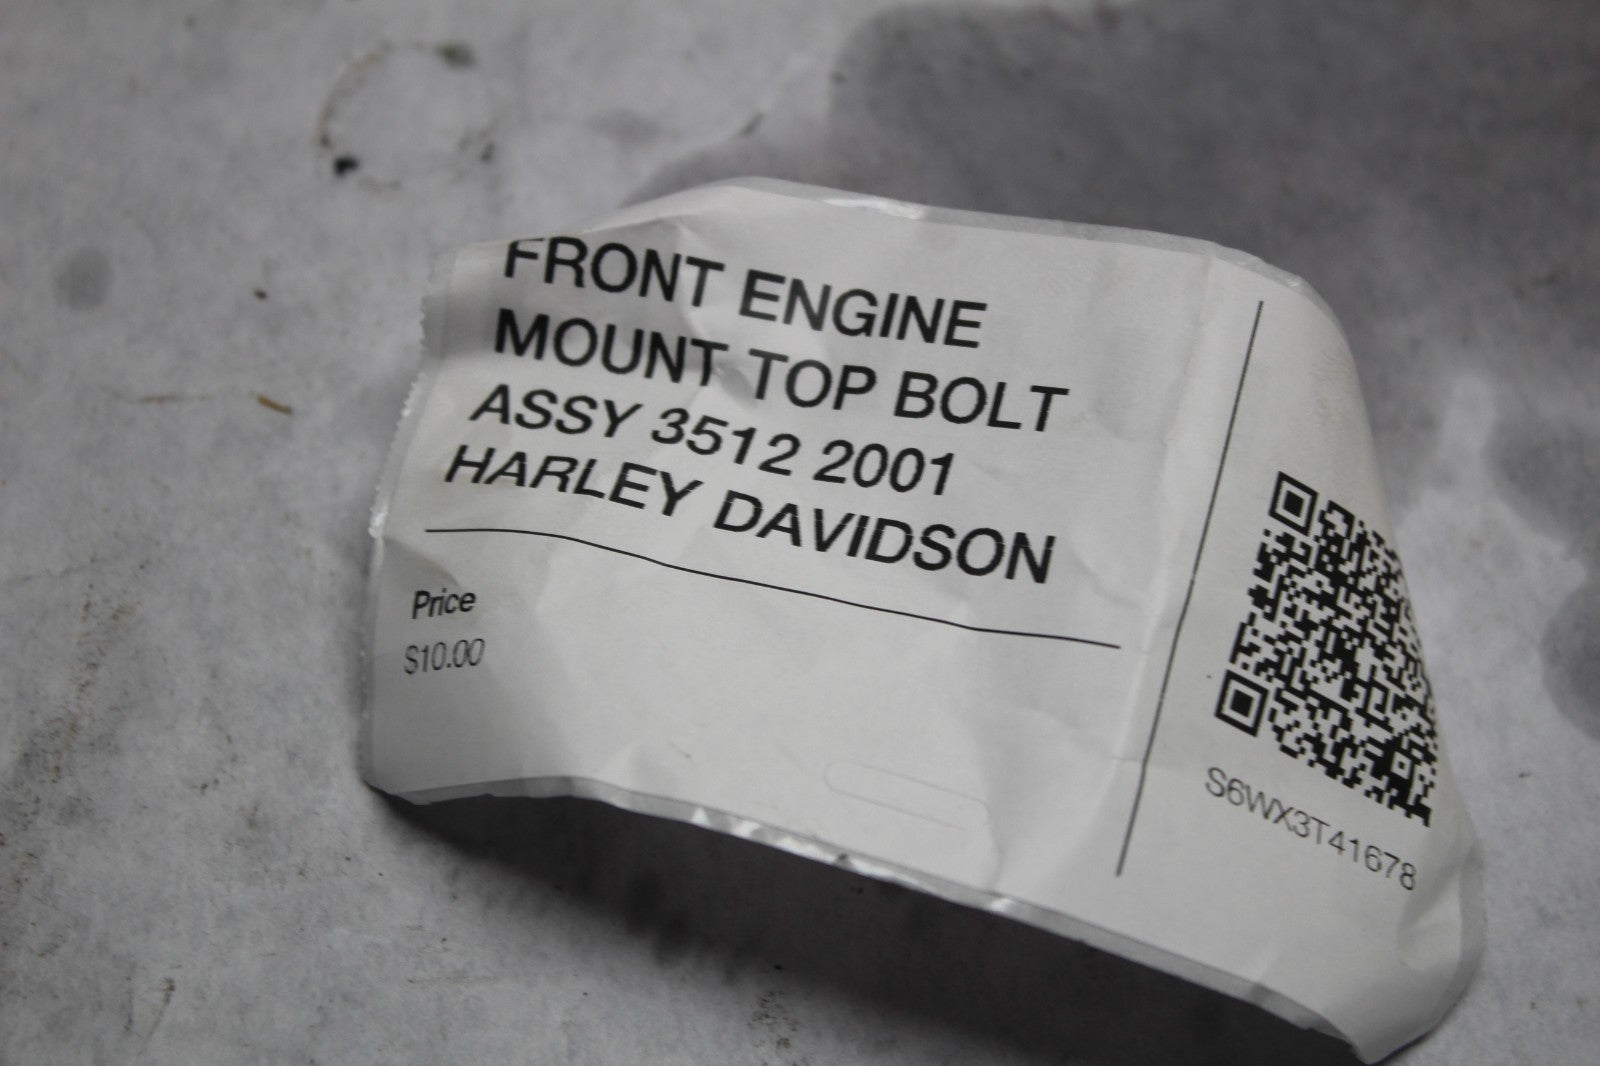 FRONT ENGINE
MOUNT TOP BOLT
ASSY 3512 2001
HARLEY DAVIDSON
Price
$10.00
S6WX3T41678